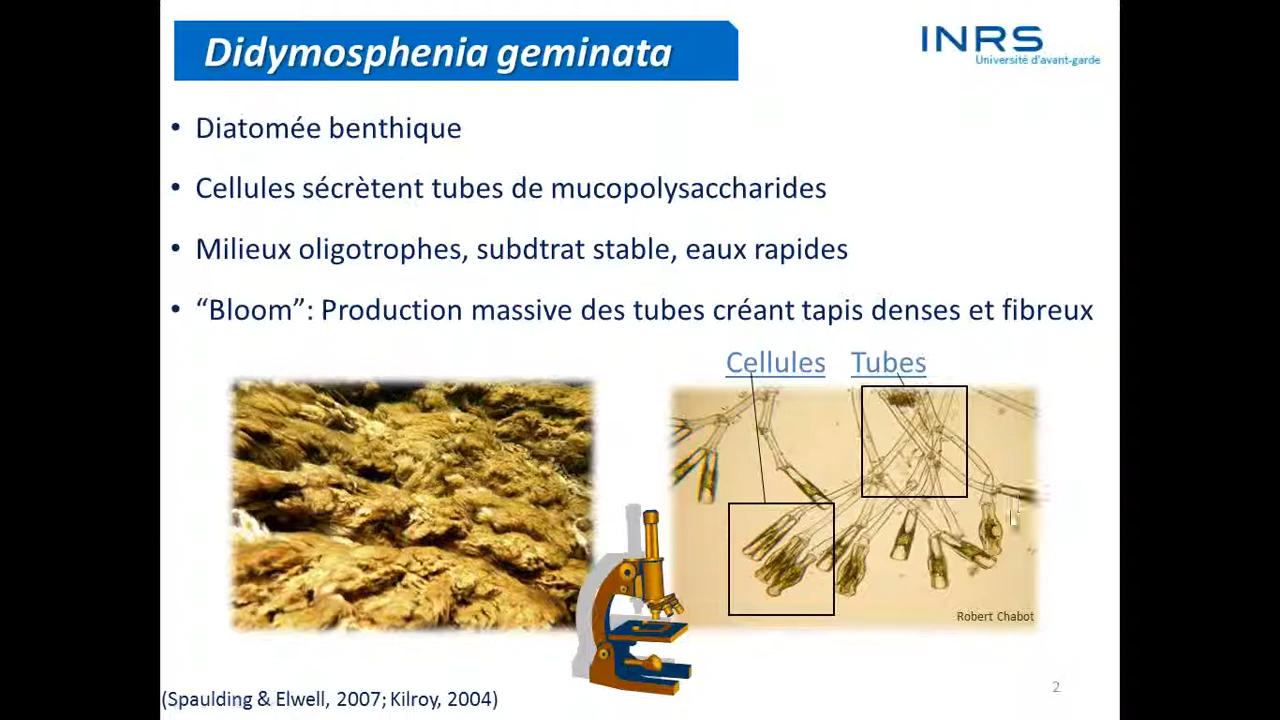 Didymosphenia geminata
INRS
Université d'avant-garde
• Diatomée benthique
• Cellules sécrètent tubes de mucopolysaccharides
• Milieux oligotrophes, subdtrat stable, eaux rapides
• “Bloom”: Production massive des tubes créant tapis denses et fibreux
Cellules Tubes
Robert Chabot
2
(Spaulding & Elwell, 2007; Kilroy, 2004)